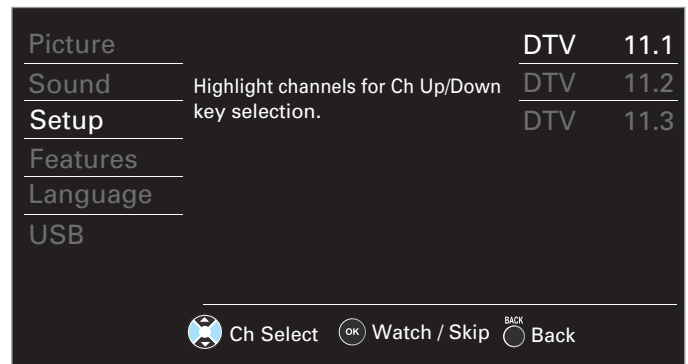 Picture
Sound
Setup
Features
Language
USB
Highlight channels for Ch Up/Down
key selection.
DTV 11.1
DTV 11.2
DTV 11.3
Ch Select OK Watch / Skip BACK Back